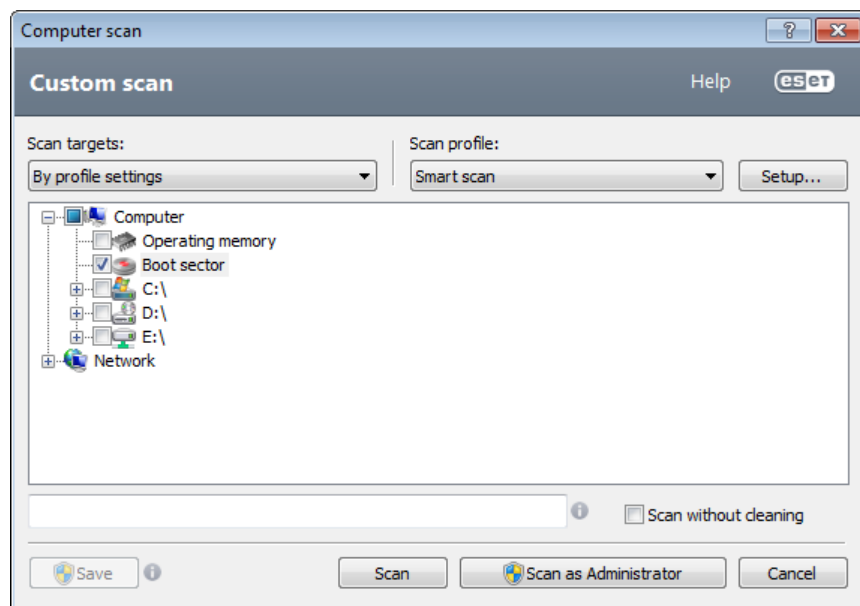 Computer scan
Custom scan
Help
eset
Scan targets:
Scan profile:
By profile settings
Smart scan
Setup...
Computer
Operating memory
Boot sector
C:\
D:\
E:\
Network
Scan without cleaning
Save
Scan
Scan as Administrator
Cancel